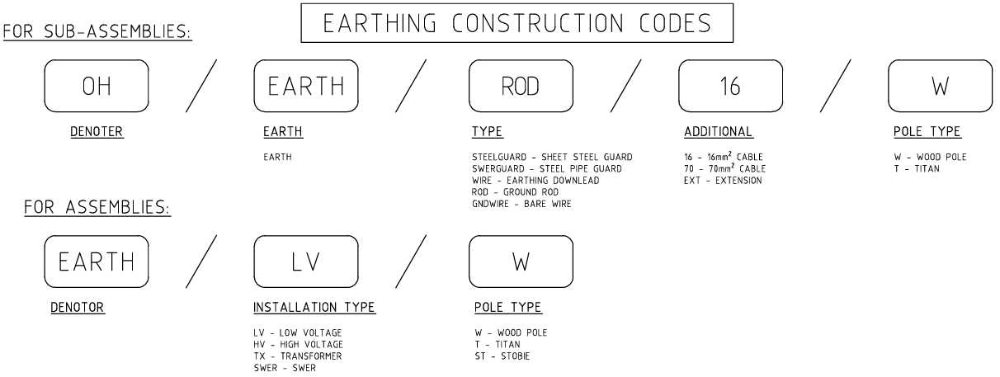 EARTHING CONSTRUCTION CODES
FOR SUB-ASSEMBLIES:
OH / EARTH / ROD / 16 / W
DENOTER EARTH TYPE ADDITIONAL POLE TYPE
EARTH
STEELGUARD - SHEET STEEL GUARD
SWERGUARD - STEEL PIPE GUARD
WIRE - EARTHING DOWNLEAD
ROD - GROUND ROD
GNDWIRE - BARE WIRE
16 - 16mm² CABLE
70 - 70mm² CABLE
EXT - EXTENSION
W - WOOD POLE
T - TITAN
FOR ASSEMBLIES:
EARTH / LV / W
DENOTOR INSTALLATION TYPE POLE TYPE
LV - LOW VOLTAGE
HV - HIGH VOLTAGE
TX - TRANSFORMER
SWER - SWER
W - WOOD POLE
T - TITAN
ST - STOBIE